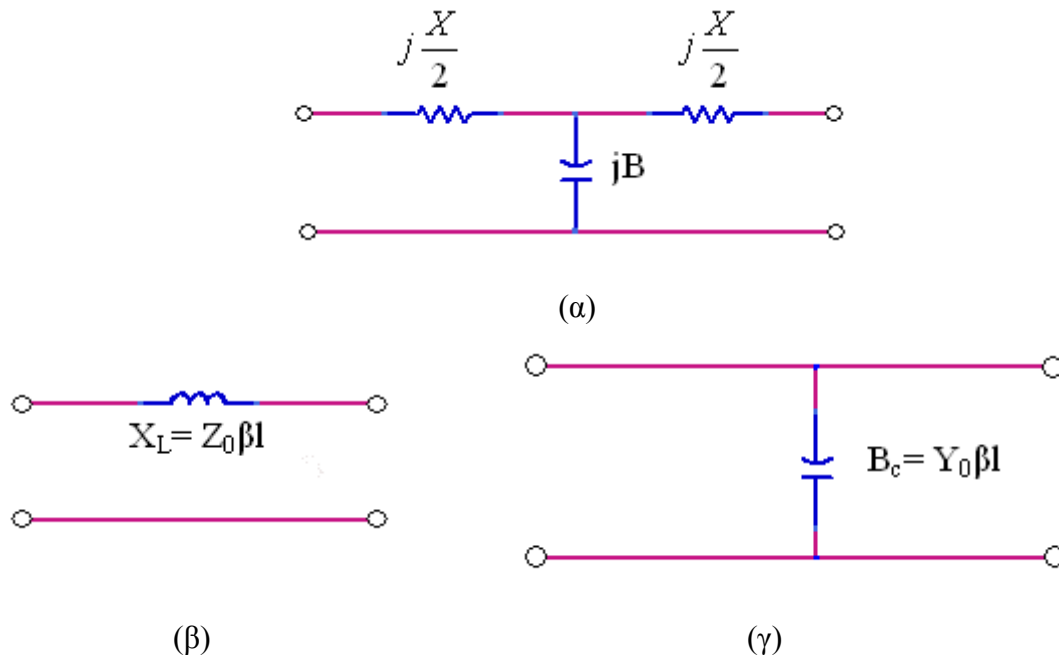 j X/2
j X/2
jB
(α)
X_L= Z_0βl
B_c= Y_0βl
(β)
(γ)